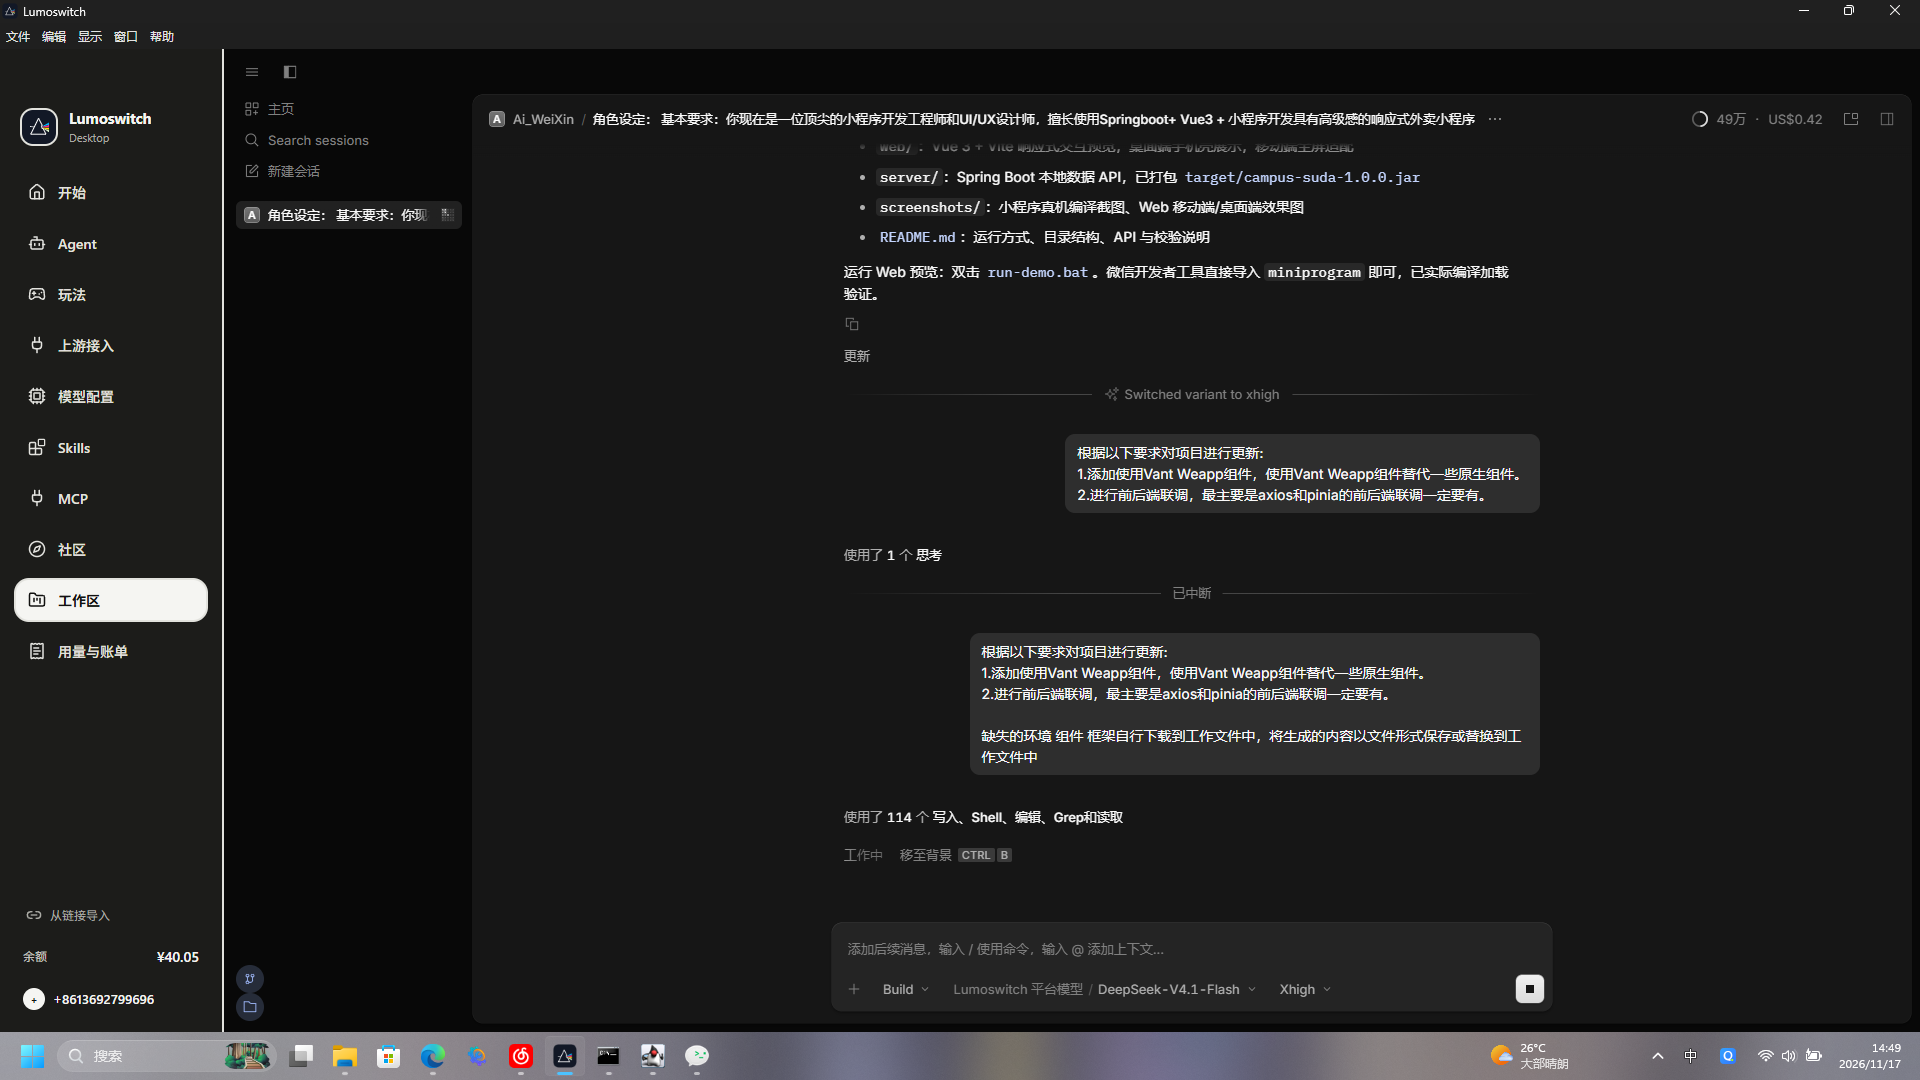 Lumoswitch
文件 编辑 显示 窗口 帮助
Lumoswitch
Desktop
开始
Agent
玩法
上游接入
模型配置
Skills
MCP
社区
工作区
用量与账单
从链接导入
余额 ¥40.05
+8613692799696
主页
Search sessions
新建会话
A 角色设定： 基本要求：你现
A Ai_WeiXin / 角色设定： 基本要求：你现在是一位顶尖的小程序开发工程师和UI/UX设计师，擅长使用Springboot+ Vue3 + 小程序开发具有高级感的响应式外卖小程序 ···
49万 · US$0.42
web/ ：Vue 3 + Vite 响应式交互预览，桌面端手机壳展示，移动端全屏适配
server/ ：Spring Boot 本地数据 API，已打包 target/campus-suda-1.0.0.jar
screenshots/ ：小程序真机编译截图、Web 移动端/桌面端效果图
README.md ：运行方式、目录结构、API 与校验说明
运行 Web 预览：双击 run-demo.bat 。微信开发者工具直接导入 miniprogram 即可，已实际编译加载
验证。
更新
Switched variant to xhigh
根据以下要求对项目进行更新:
1.添加使用Vant Weapp组件，使用Vant Weapp组件替代一些原生组件。
2.进行前后端联调，最主要是axios和pinia的前后端联调一定要有。
使用了 1 个 思考
已中断
根据以下要求对项目进行更新:
1.添加使用Vant Weapp组件，使用Vant Weapp组件替代一些原生组件。
2.进行前后端联调，最主要是axios和pinia的前后端联调一定要有。
缺失的环境 组件 框架自行下载到工作文件中，将生成的内容以文件形式保存或替换到工
作文件中
使用了 114 个 写入、Shell、编辑、Grep和读取
工作中 移至背景 CTRL B
添加后续消息，输入 / 使用命令，输入 @ 添加上下文...
Build Lumoswitch 平台模型 / DeepSeek-V4.1-Flash Xhigh
搜索
26°C
大部晴朗
中
14:49
2026/11/17